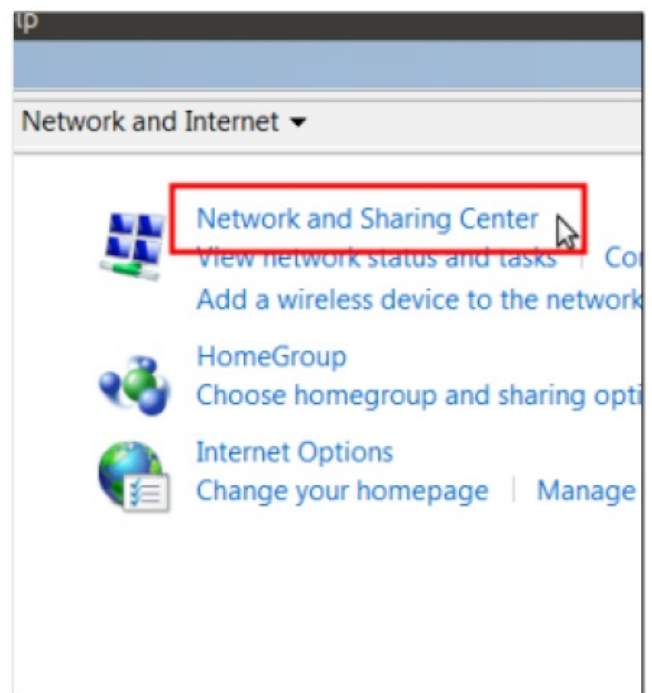 lp
Network and Internet
Network and Sharing Center
View network status and tasks
Add a wireless device to the network
HomeGroup
Choose homegroup and sharing
Internet Options
Change your homepage Manage